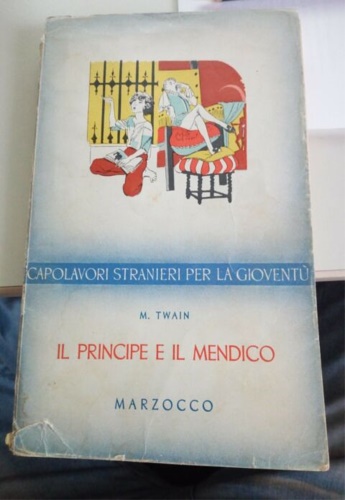 CAPOLAVORI STRANIERI PER LA GIOVENTÙ
M. TWAIN
IL PRINCIPE E IL MENDICO
MARZOCCO